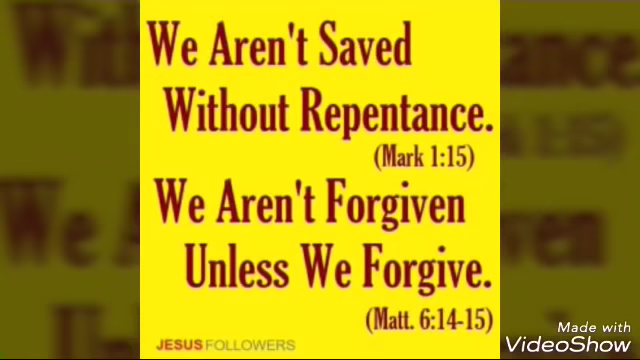 We Aren't Saved
Without Repentance.
(Mark 1:15)
We Aren't Forgiven
Unless We Forgive.
(Matt. 6:14-15)
JESUS FOLLOWERS
Made with
VideoShow